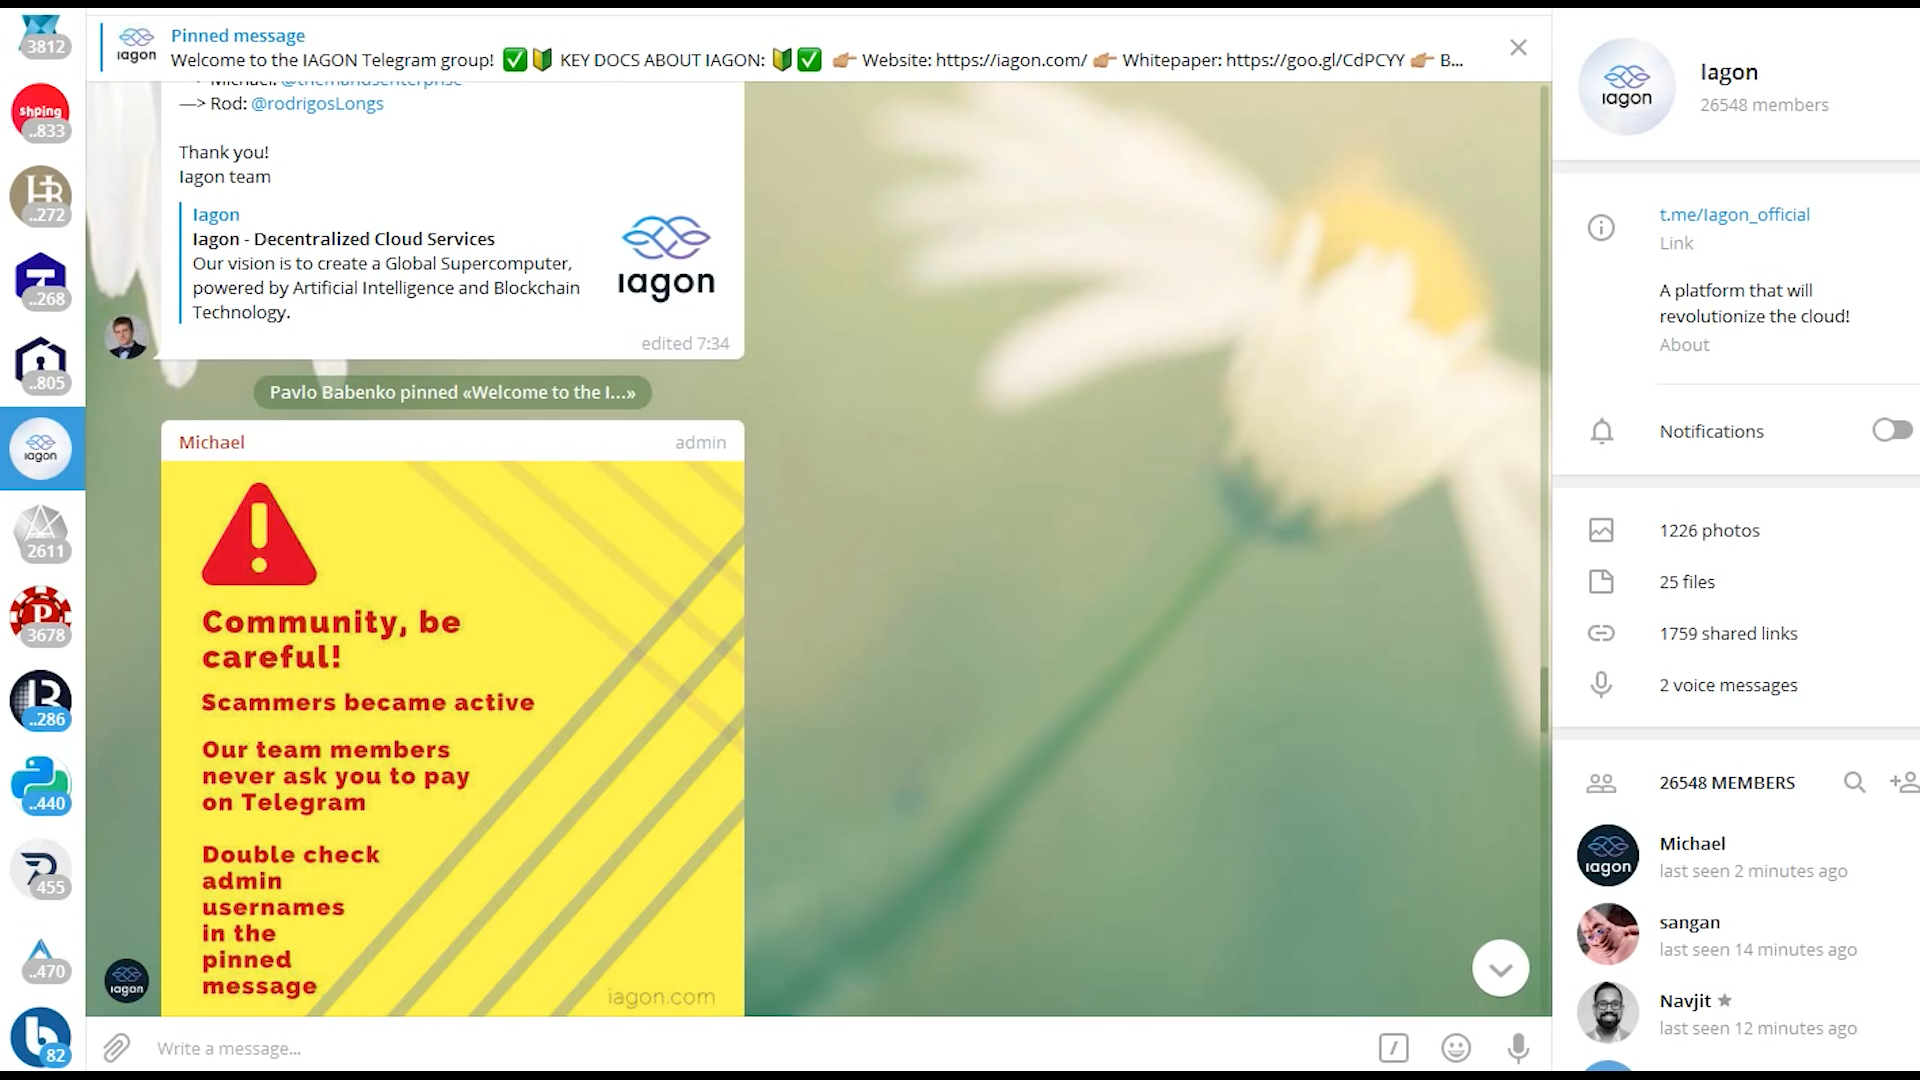 3812
shping
..833
HR
..272
..268
..805
iagon
2611
P
3678
..286
..440
455
..470
b
82
iagon
Pinned message
Welcome to the IAGON Telegram group! ✅🔰 KEY DOCS ABOUT IAGON: 🔰✅ 👉🏽 Website: https://iagon.com/ 👉🏽 Whitepaper: https://goo.gl/CdPCYY 👉🏽 B...
—> Rod: @rodrigosLongs
Thank you!
Iagon team
Iagon
Iagon - Decentralized Cloud Services
Our vision is to create a Global Supercomputer,
powered by Artificial Intelligence and Blockchain
Technology.
iagon
edited 7:34
Pavlo Babenko pinned «Welcome to the I...»
Michael
admin
Community, be
careful!
Scammers became active
Our team members
never ask you to pay
on Telegram
Double check
admin
usernames
in the
pinned
message
iagon.com
iagon
Write a message...
iagon
Iagon
26548 members
t.me/Iagon_official
Link
A platform that will
revolutionize the cloud!
About
Notifications
1226 photos
25 files
1759 shared links
2 voice messages
26548 MEMBERS
iagon
Michael
last seen 2 minutes ago
sangan
last seen 14 minutes ago
Navjit
last seen 12 minutes ago